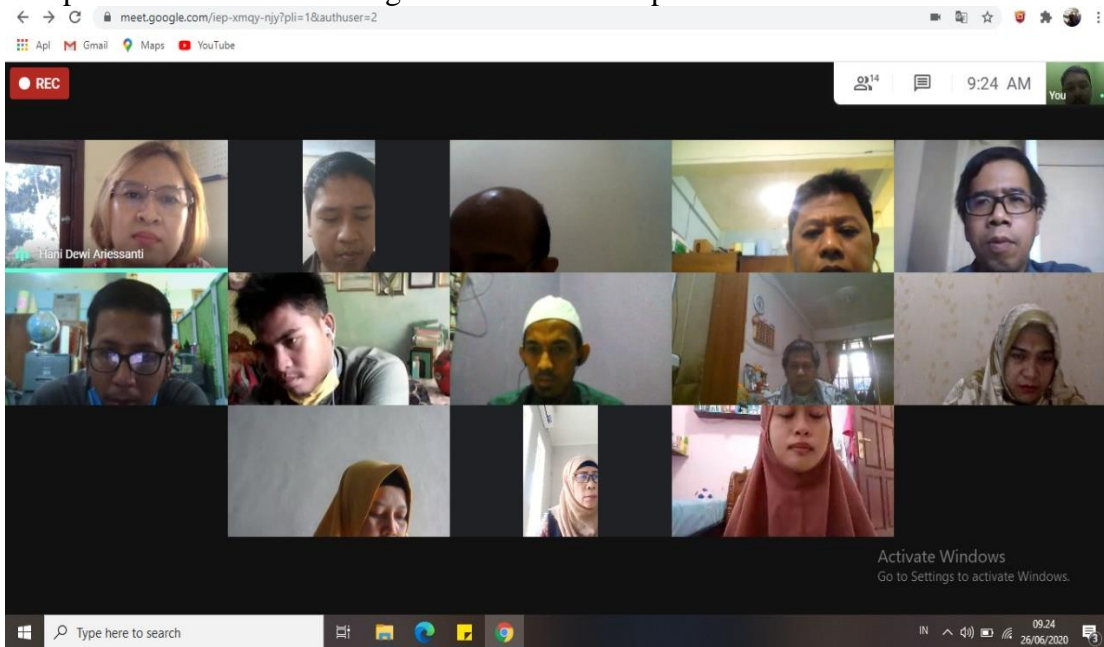 meet.google.com/iep-xmqy-njy?pli=1&authuser=2
Apl Gmail Maps YouTube
REC
14 9:24 AM You
Hani Dewi Ariessanti
Activate Windows
Go to Settings to activate Windows.
Type here to search
IN 09.24
26/06/2020
3